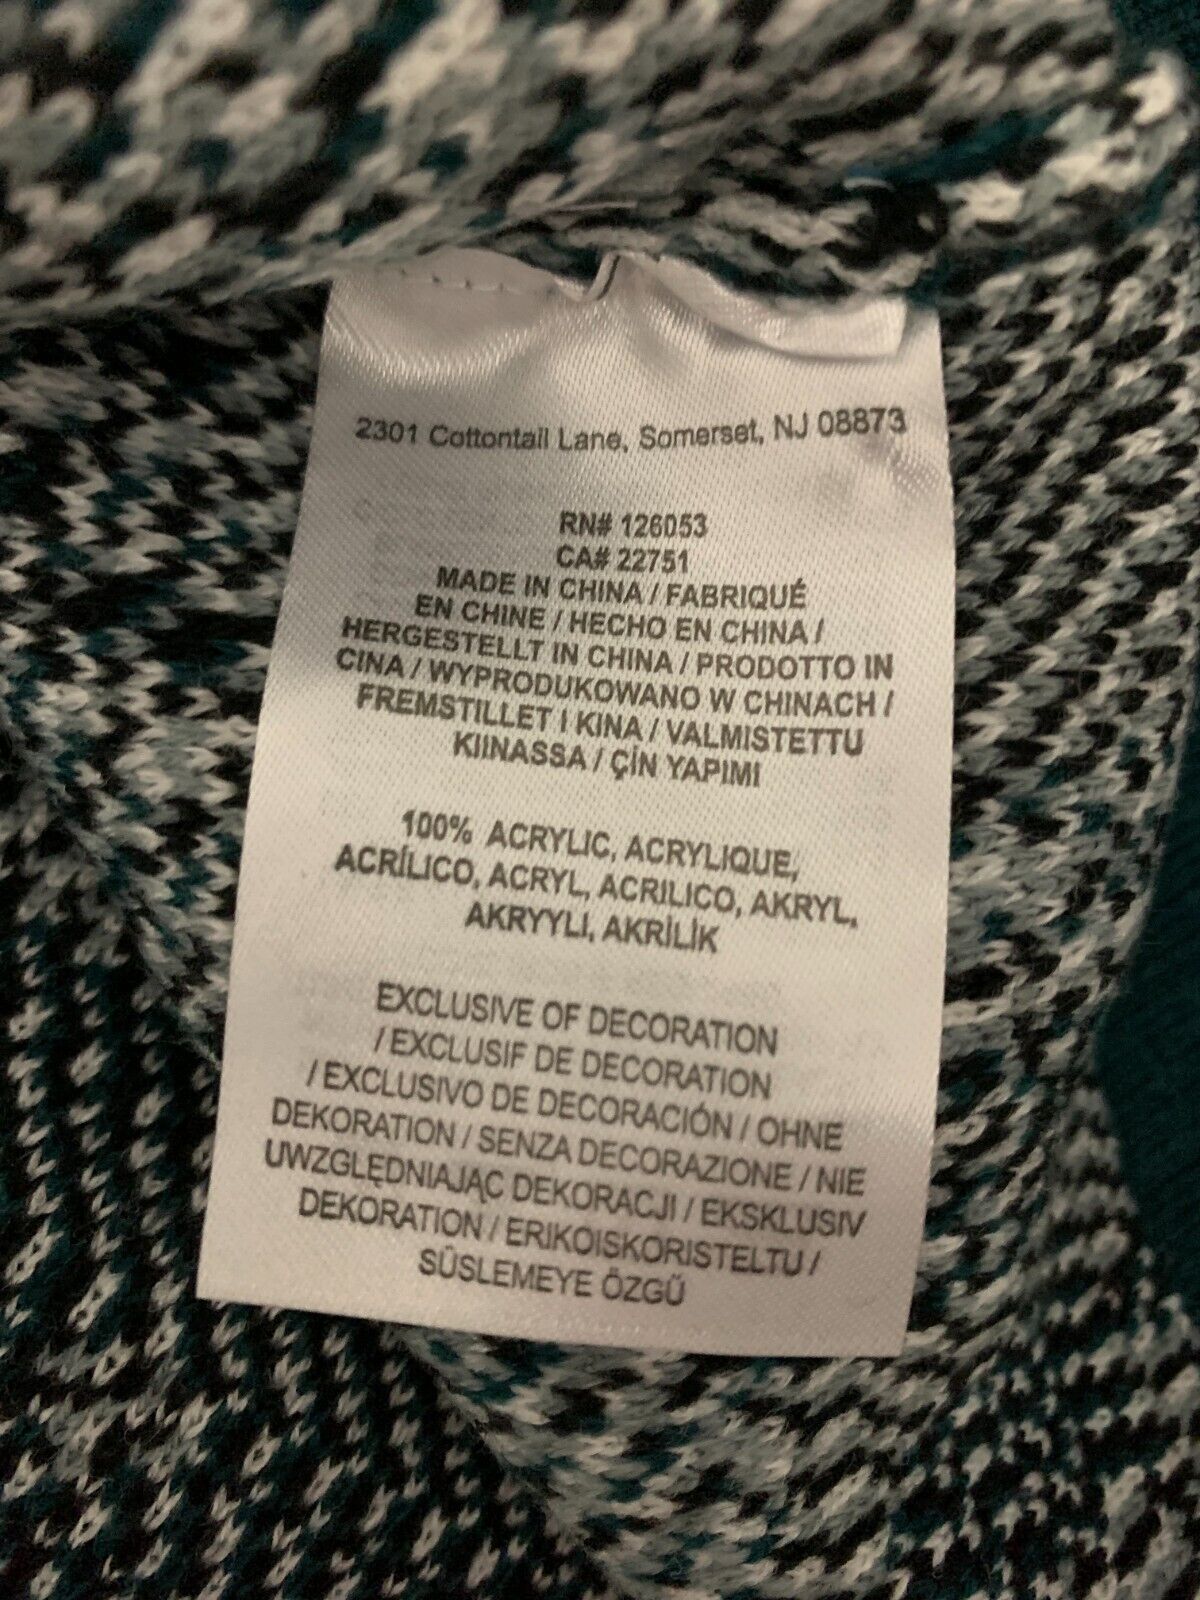 2301 Cottontail Lane, Somerset, NJ 08873
RN# 126053
CA# 22751
MADE IN CHINA / FABRIQUÉ
EN CHINE / HECHO EN CHINA /
HERGESTELLT IN CHINA / PRODOTTO IN
CINA / WYPRODUKOWANO W CHINACH /
FREMSTILLET I KINA / VALMISTETTU
KIINASSA / ÇİN YAPIMI
100% ACRYLIC, ACRYLIQUE,
ACRÍLICO, ACRYL, ACRILICO, AKRYL,
AKRYYLI, AKRİLİK
EXCLUSIVE OF DECORATION
/ EXCLUSIF DE DECORATION
/ EXCLUSIVO DE DECORACIÓN / OHNE
DEKORATION / SENZA DECORAZIONE / NIE
UWZGLĘDNIAJĄC DEKORACJI / EKSKLUSIV
DEKORATION / ERIKOISKORISTELTU /
SÜSLEMEYE ÖZGÜ